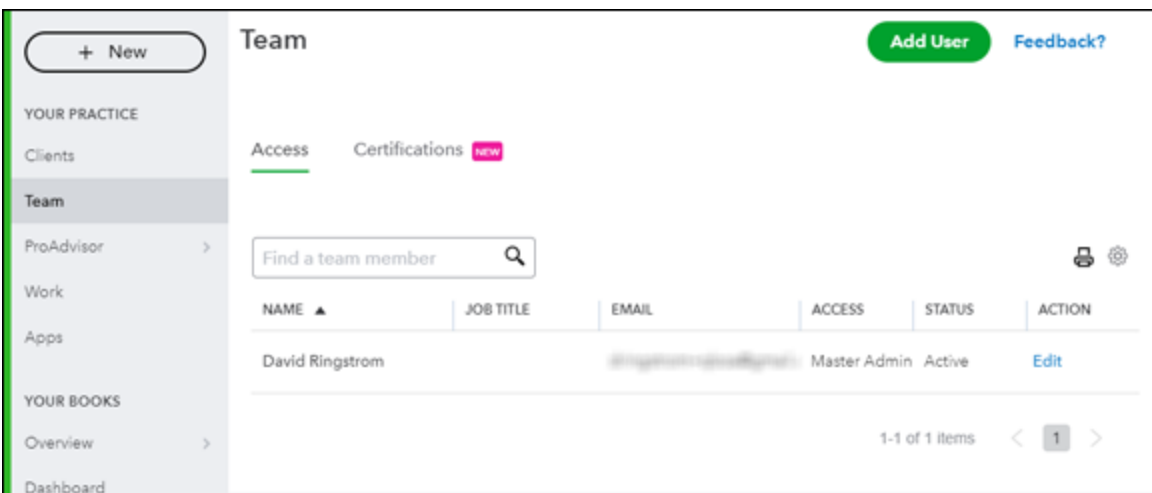 + New
Team
Add User
Feedback?
YOUR PRACTICE
Clients
Team
ProAdvisor
Work
Apps
YOUR BOOKS
Overview
Dashboard
Access Certifications NEW
Find a team member
NAME JOB TITLE EMAIL ACCESS STATUS ACTION
David Ringstrom Master Admin Active Edit
1-1 of 1 items 1